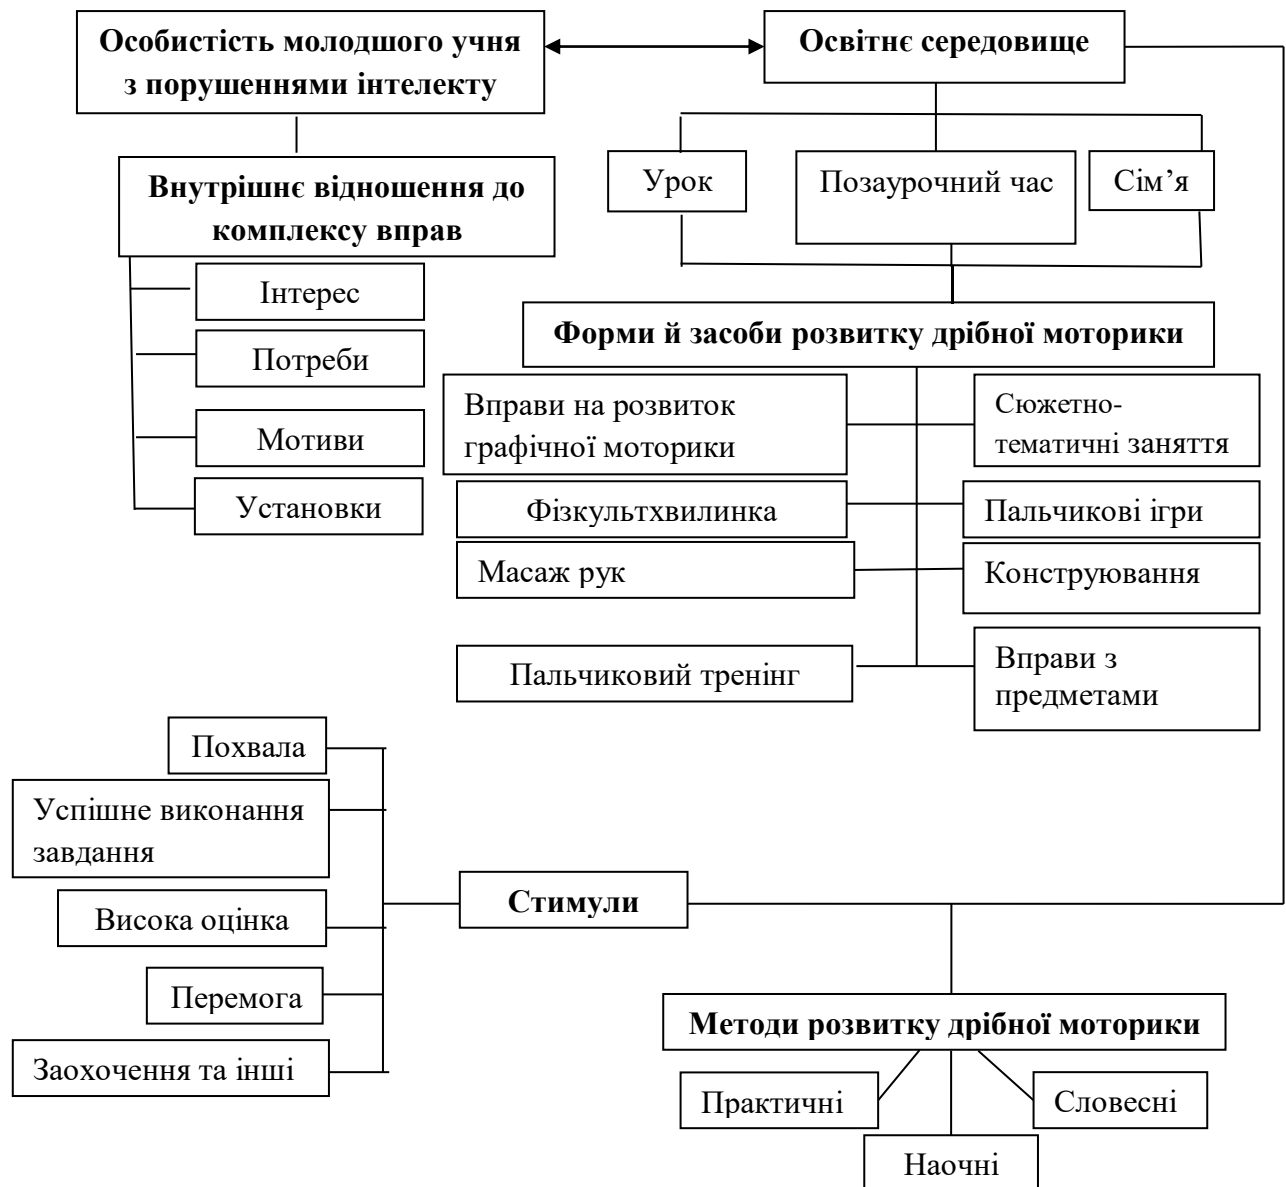 Особистість молодшого учня
з порушеннями інтелекту
Освітнє середовище
Внутрішнє відношення до
комплексу вправ
Урок
Позаурочний час
Сім’я
Інтерес
Потреби
Мотиви
Установки
Форми й засоби розвитку дрібної моторики
Вправи на розвиток
графічної моторики
Сюжетно-
тематичні заняття
Фізкультхвилинка
Пальчикові ігри
Масаж рук
Конструювання
Пальчиковий тренінг
Вправи з
предметами
Похвала
Успішне виконання
завдання
Висока оцінка
Перемога
Заохочення та інші
Стимули
Методи розвитку дрібної моторики
Практичні
Словесні
Наочні